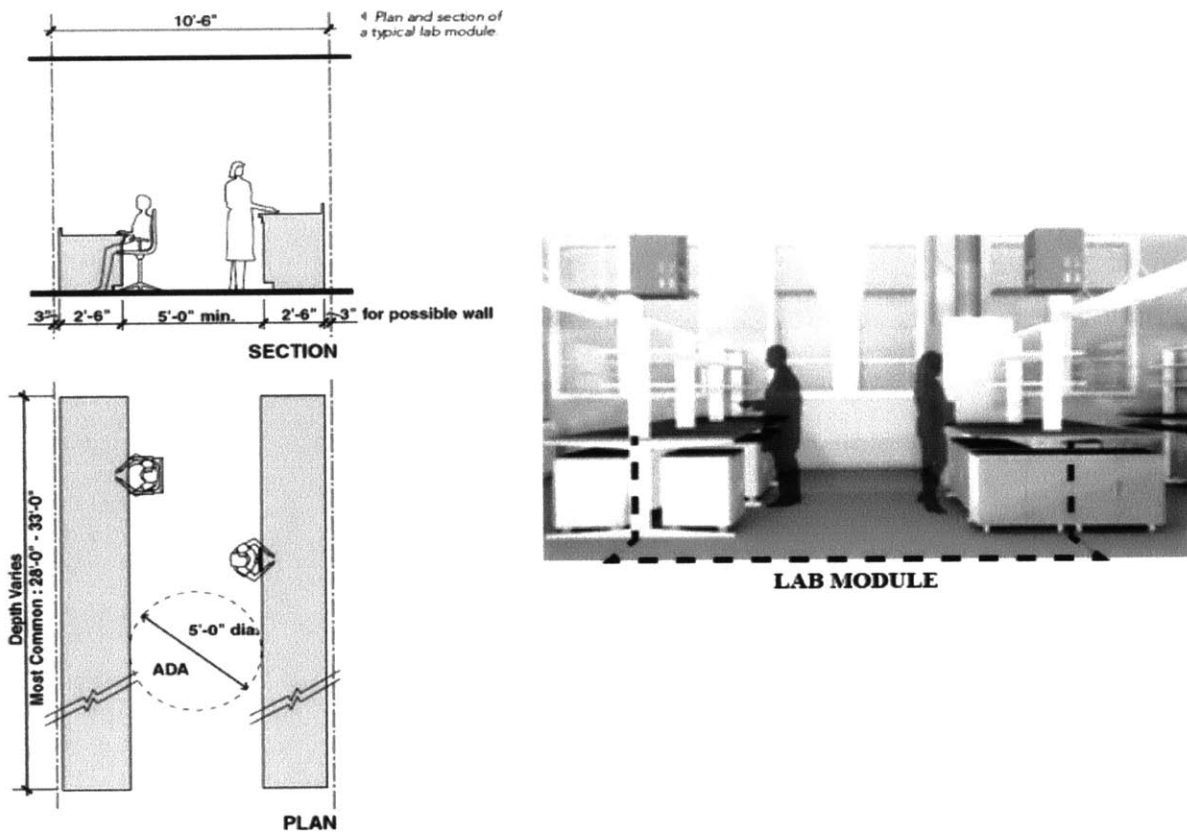 10'-6"
Plan and section of
a typical lab module.
3" 2'-6" 5'-0" min. 2'-6" 3" for possible wall
SECTION
Depth Varies
Most Common : 28'-0" - 33'-0"
5'-0" dia.
ADA
PLAN
LAB MODULE